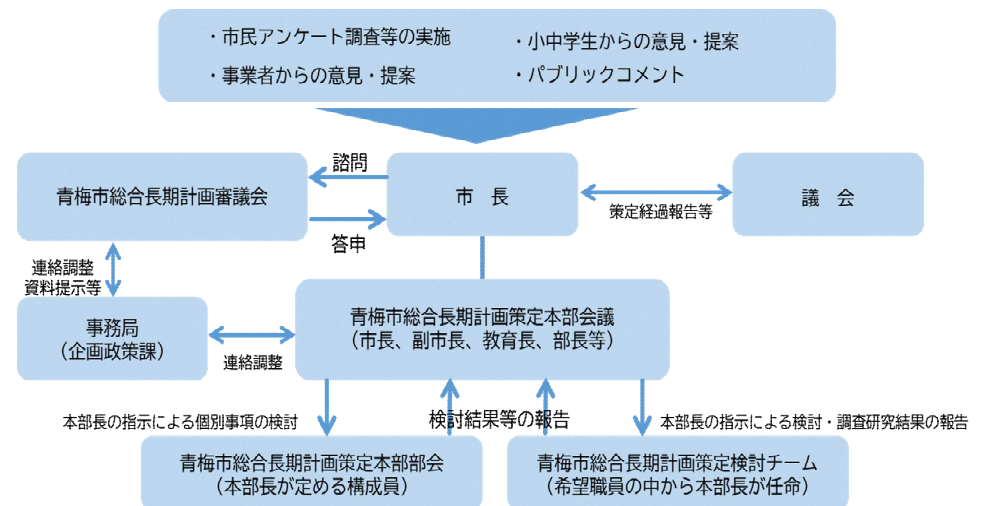 ・市民アンケート調査等の実施
・小中学生からの意見・提案
・事業者からの意見・提案
・パブリックコメント
諮問
青梅市総合長期計画審議会
市　長
議　会
策定経過報告等
答申
連絡調整
資料提示等
事務局
（企画政策課）
連絡調整
青梅市総合長期計画策定本部会議
（市長、副市長、教育長、部長等）
本部長の指示による個別事項の検討
検討結果等の報告
本部長の指示による検討・調査研究結果の報告
青梅市総合長期計画策定本部部会
（本部長が定める構成員）
青梅市総合長期計画策定検討チーム
（希望職員の中から本部長が任命）